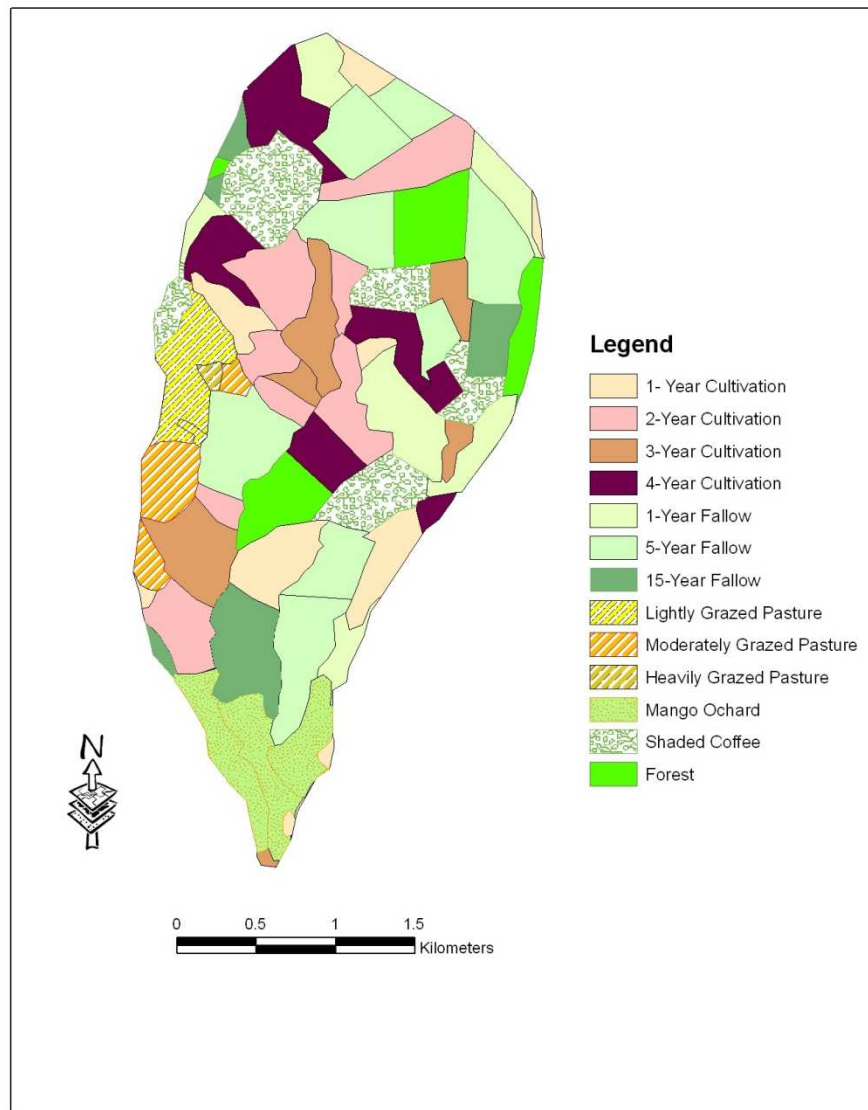 Legend
1- Year Cultivation
2-Year Cultivation
3-Year Cultivation
4-Year Cultivation
1-Year Fallow
5-Year Fallow
15-Year Fallow
Lightly Grazed Pasture
Moderately Grazed Pasture
Heavily Grazed Pasture
Mango Ochard
Shaded Coffee
Forest
N
0 0.5 1 1.5
Kilometers